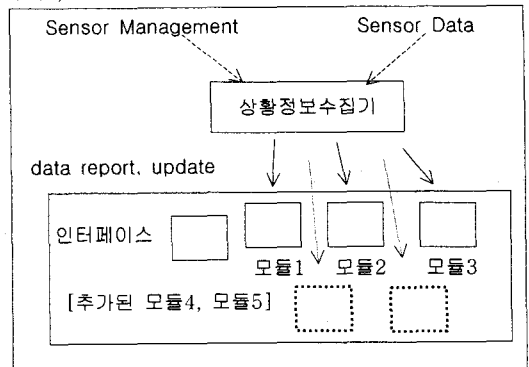 Sensor Management Sensor Data
상황정보수집기
data report, update
인터페이스
모듈1 모듈2 모듈3
[추가된 모듈4, 모듈5]